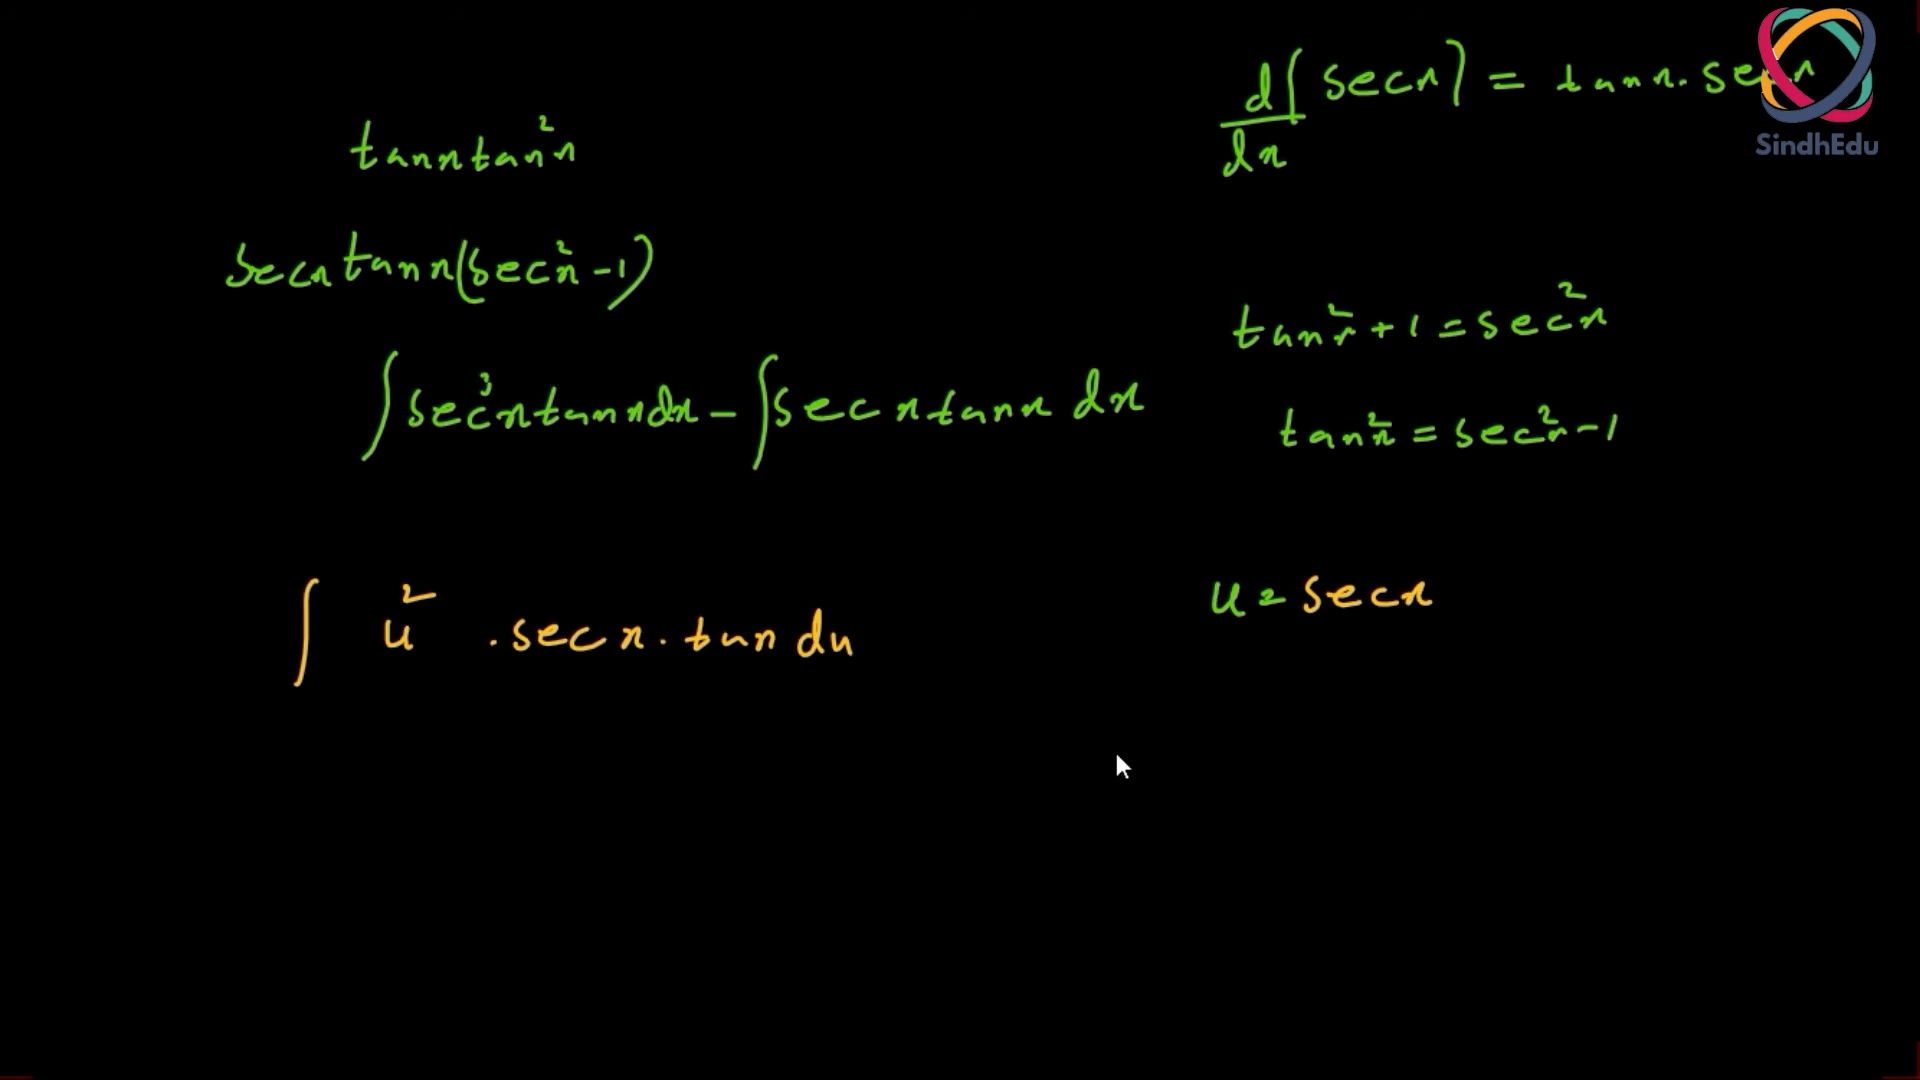 d/dx [secx] = tanx. secx
SindhEdu
tanxtan²x
secxtanx(sec²x-1)
tan²x+1=sec²x
∫sec³xtanxdx-∫secxtanx dx
tan²x=sec²x-1
∫ u² .secx.tan du
u=secx